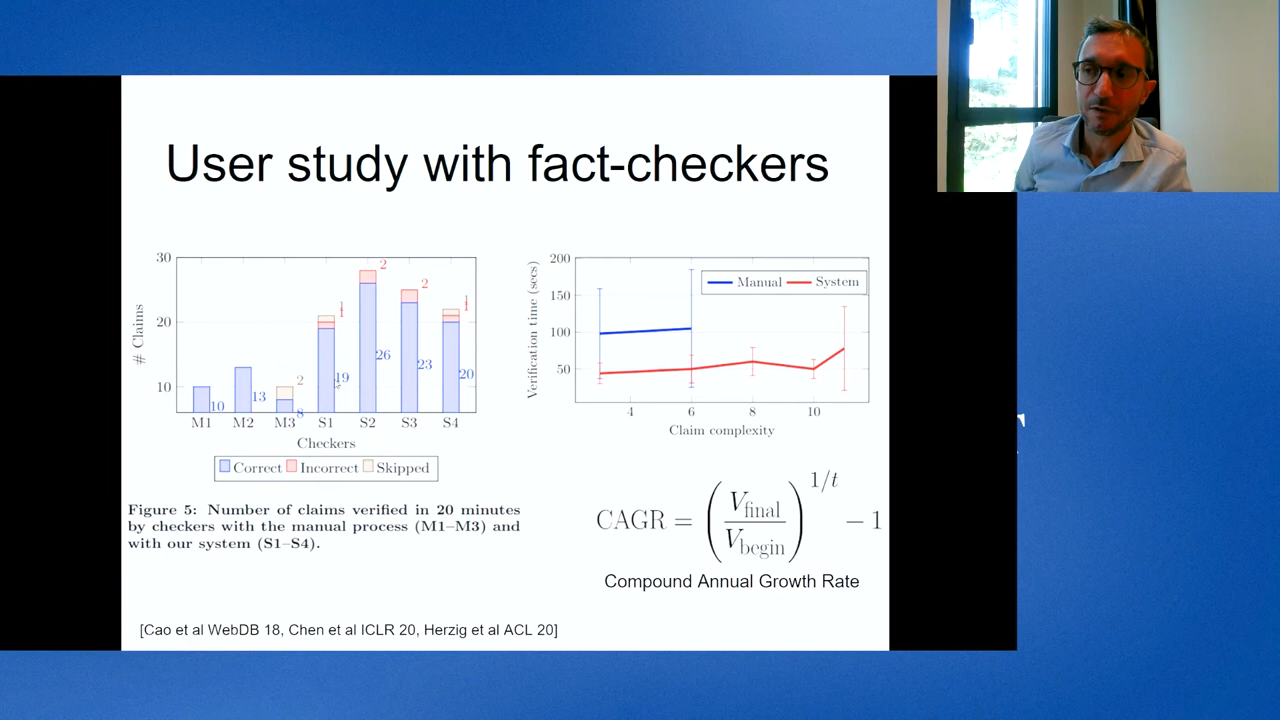 User study with fact-checkers
30
20
10
# Claims
10
13
2
8
1
1
19
2
26
2
23
1
1
20
M1 M2 M3 S1 S2 S3 S4
Checkers
Correct Incorrect Skipped
Figure 5: Number of claims verified in 20 minutes
by checkers with the manual process (M1–M3) and
with our system (S1–S4).
200
150
100
50
Verification time (secs)
Manual System
4 6 8 10
Claim complexity
CAGR = (V_final / V_begin)^{1/t} − 1
Compound Annual Growth Rate
[Cao et al WebDB 18, Chen et al ICLR 20, Herzig et al ACL 20]